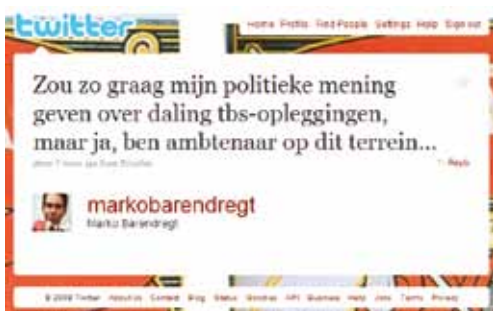 twitter
Home Profile Find People Settings Help Sign out
Zou zo graag mijn politieke mening
geven over daling tbs-opleggingen,
maar ja, ben ambtenaar op dit terrein...
Reply
markobarendregt
Marko Barendregt
© 2009 Twitter About Us Contact Blog Status Goodies API Business Help Jobs Terms Privacy